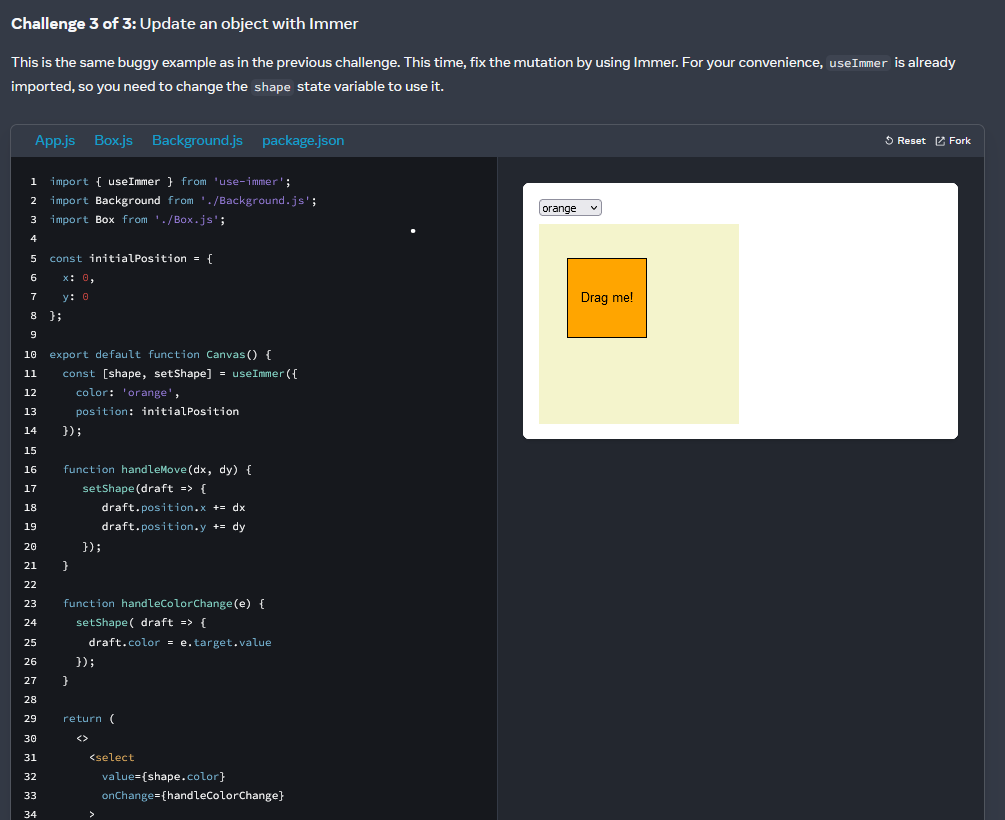 Challenge 3 of 3: Update an object with Immer
This is the same buggy example as in the previous challenge. This time, fix the mutation by using Immer. For your convenience, useImmer is already
imported, so you need to change the shape state variable to use it.
App.js Box.js Background.js package.json Reset Fork
1 import { useImmer } from 'use-immer';
2 import Background from './Background.js';
3 import Box from './Box.js';
4
5 const initialPosition = {
6 x: 0,
7 y: 0
8 };
9
10 export default function Canvas() {
11 const [shape, setShape] = useImmer({
12 color: 'orange',
13 position: initialPosition
14 });
15
16 function handleMove(dx, dy) {
17 setShape(draft => {
18 draft.position.x += dx
19 draft.position.y += dy
20 });
21 }
22
23 function handleColorChange(e) {
24 setShape( draft => {
25 draft.color = e.target.value
26 });
27 }
28
29 return (
30 <>
31 <select
32 value={shape.color}
33 onChange={handleColorChange}
34 >
orange
Drag me!